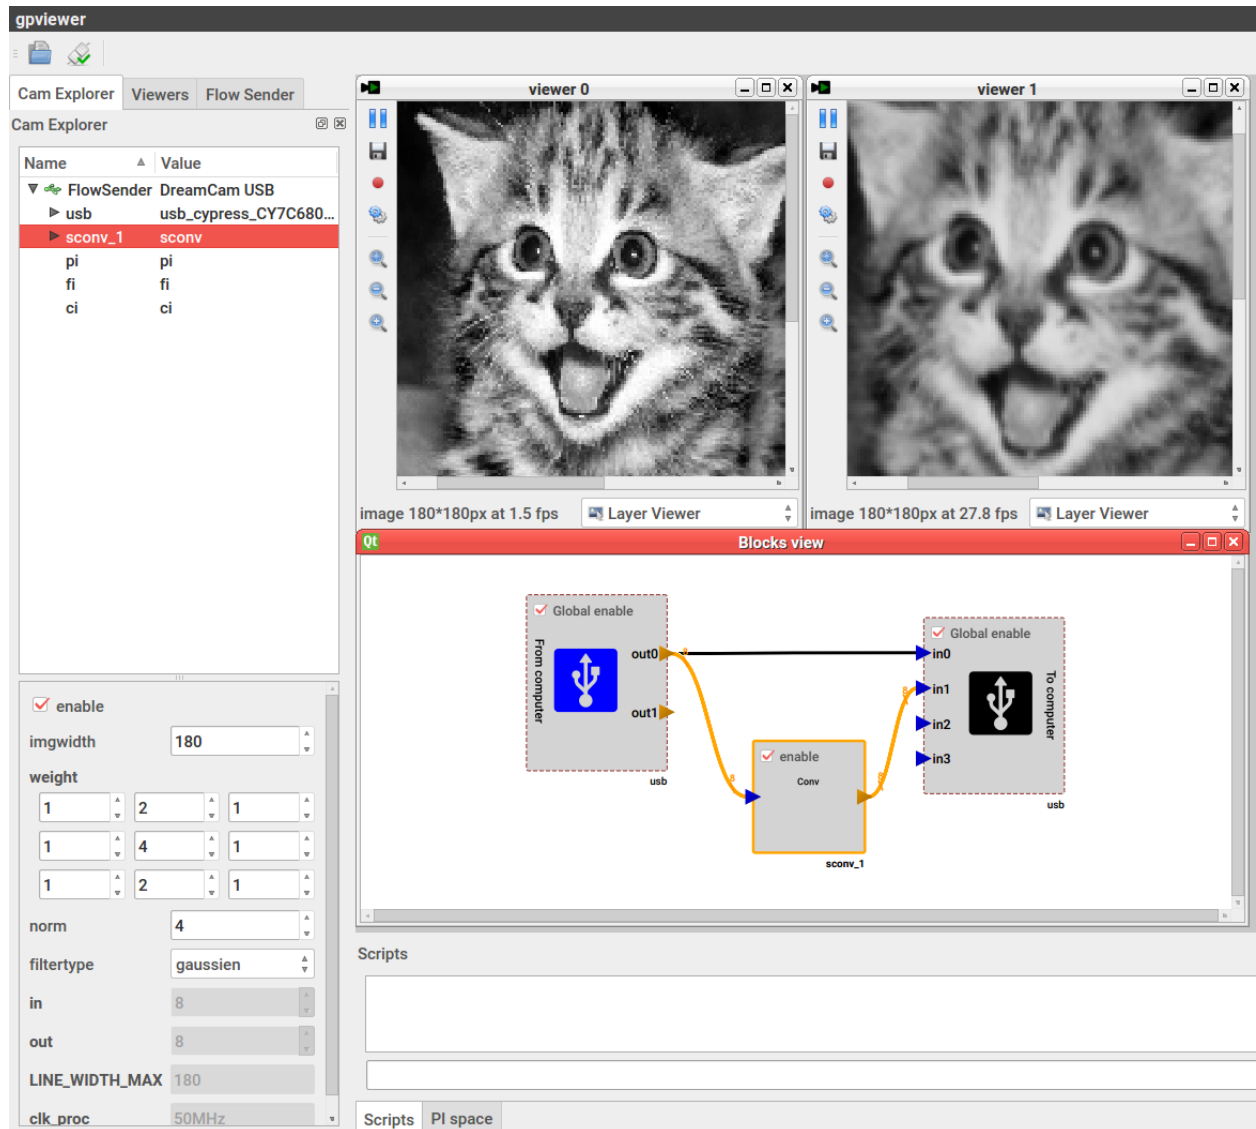 gpviewer
Cam Explorer Viewers Flow Sender
Cam Explorer
Name Value
FlowSender DreamCam USB
usb usb_cypress_CY7C680...
sconv_1 sconv
pi pi
fi fi
ci ci
enable
imgwidth 180
weight
1 2 1
1 4 1
1 2 1
norm 4
filtertype gaussien
in 8
out 8
LINE_WIDTH_MAX 180
clk_proc 50MHz
viewer 0
image 180*180px at 1.5 fps Layer Viewer
viewer 1
image 180*180px at 27.8 fps Layer Viewer
Qt Blocks view
Global enable
From computer
out0
out1
usb
8
8
enable
Conv
sconv_1
Global enable
in0
in1
in2
in3
To computer
usb
Scripts
Scripts PI space